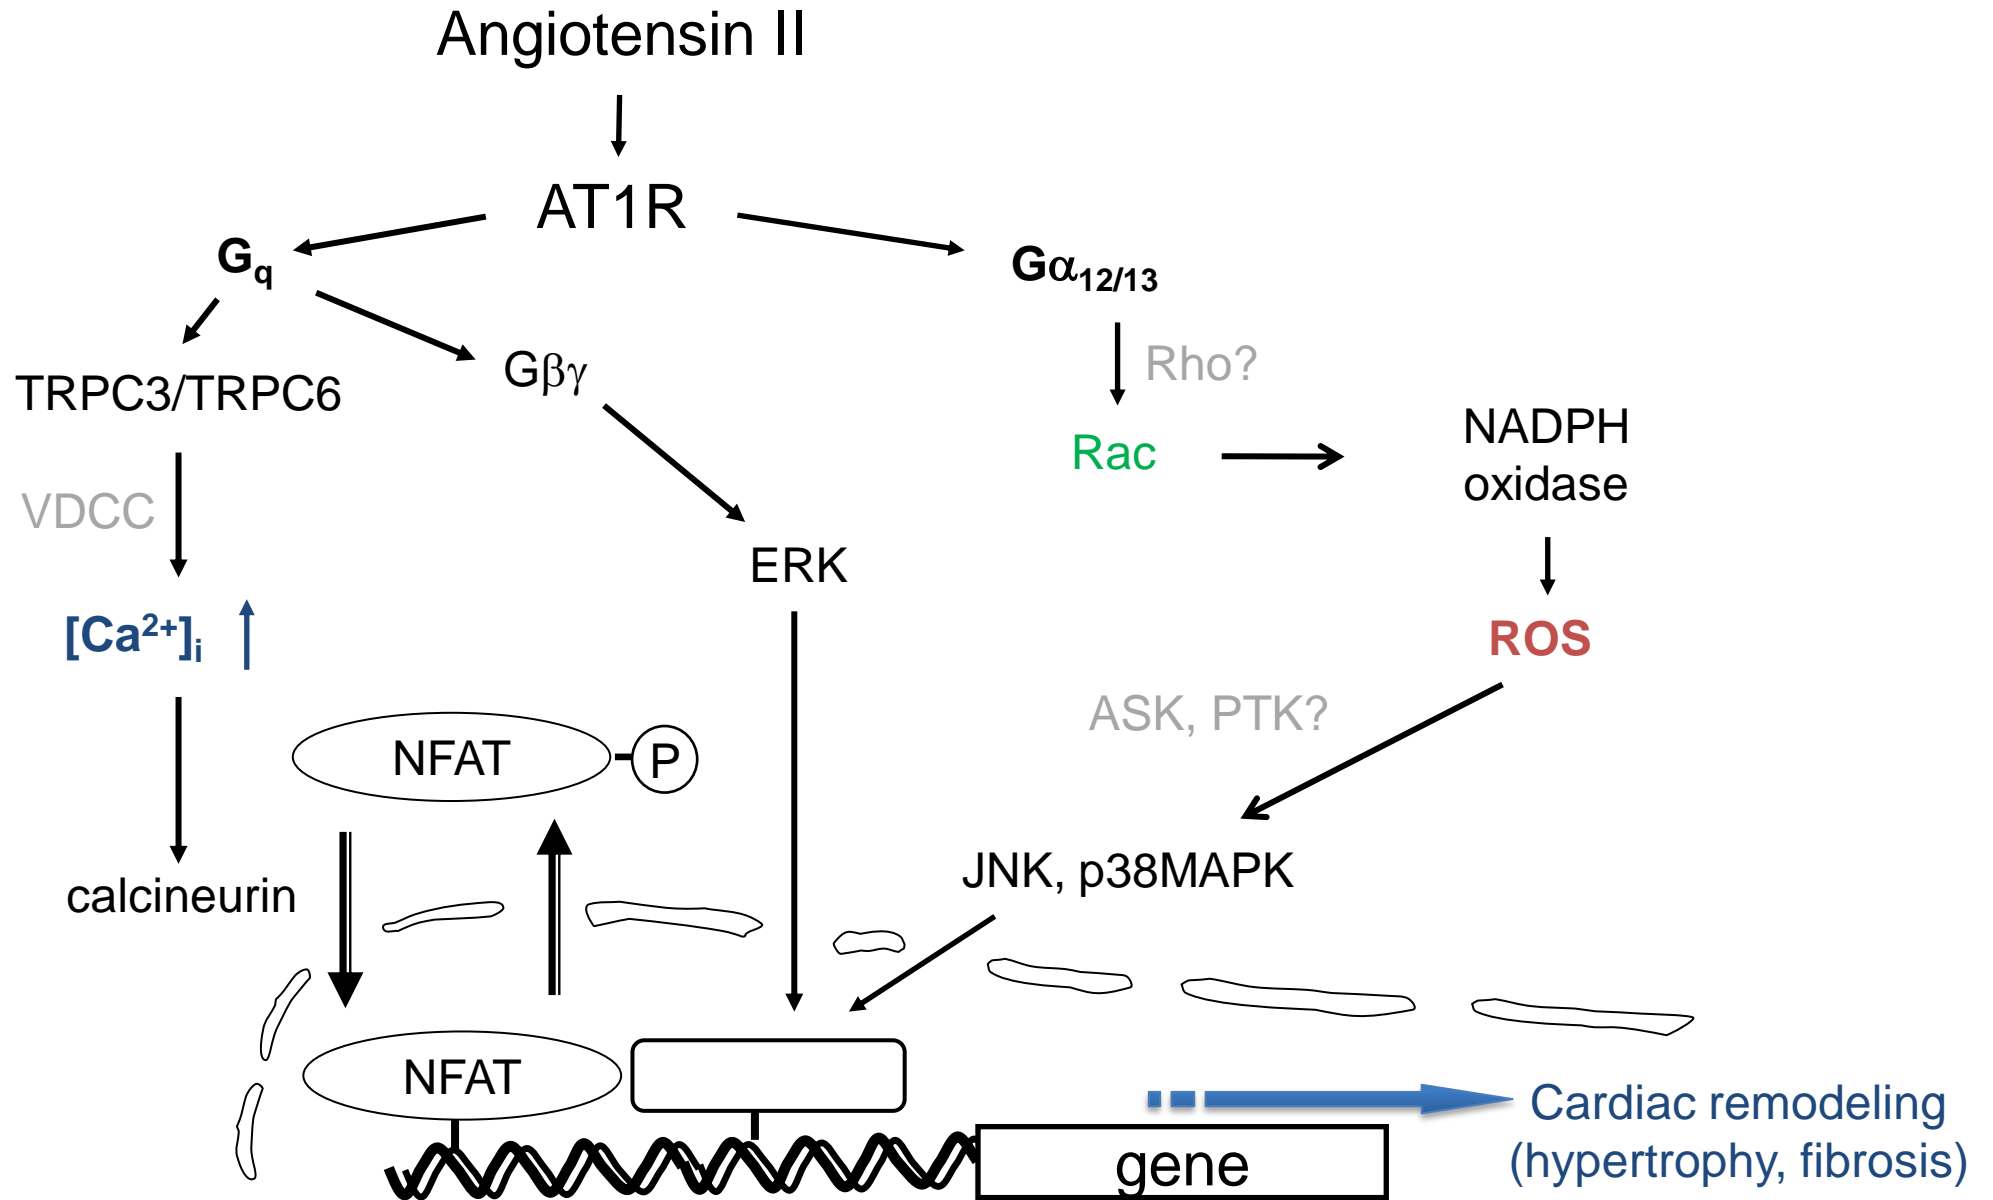 Angiotensin II
AT1R
Gq
Gα12/13
Gβγ
Rho?
TRPC3/TRPC6
Rac
NADPH
oxidase
VDCC
ERK
[Ca²⁺]i
ROS
ASK, PTK?
NFAT
P
JNK, p38MAPK
calcineurin
NFAT
Cardiac remodeling
(hypertrophy, fibrosis)
gene